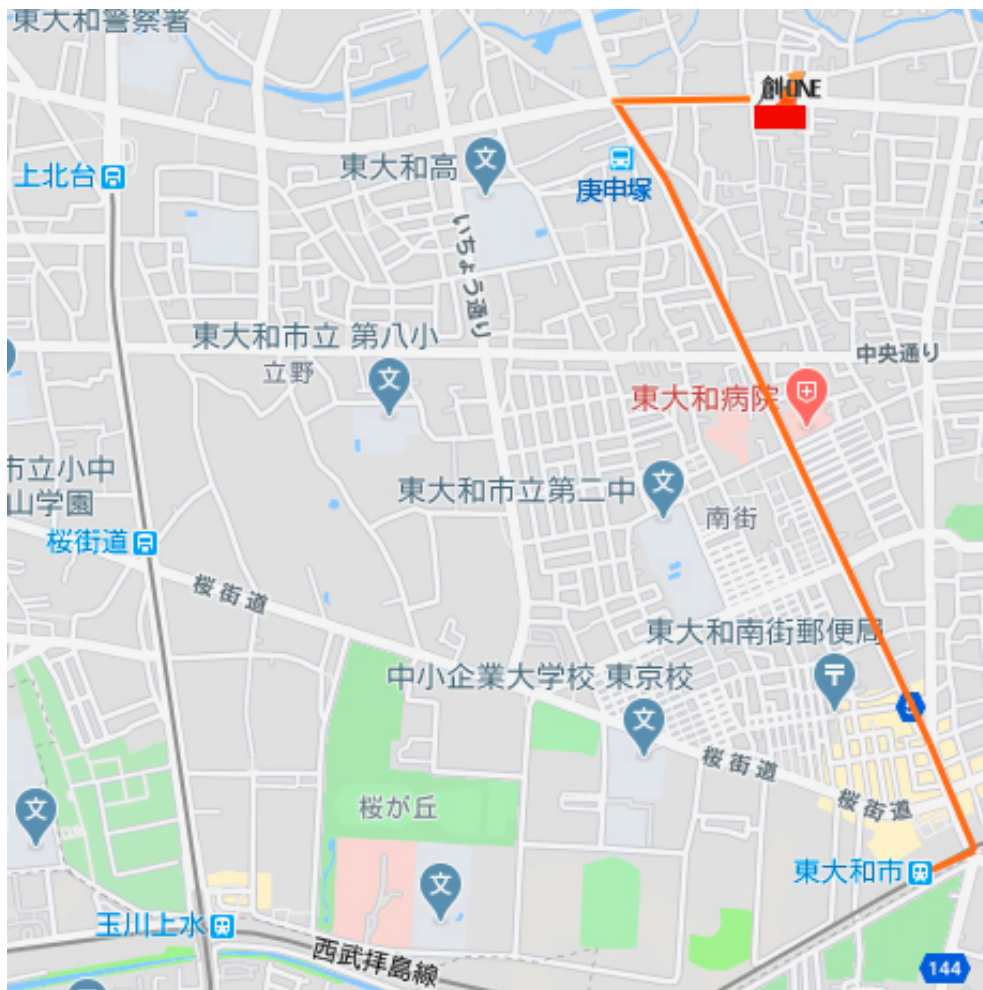 東大和警察署
創ONE
上北台
東大和高
庚申塚
いちょう通り
東大和市立 第八小
中央通り
立野
東大和病院
市立小中
山学園
東大和市立第二中
南街
桜街道
桜街道
東大和南街郵便局
中小企業大学校 東京校
5
桜街道
桜街道
桜が丘
東大和市
玉川上水
西武拝島線
144